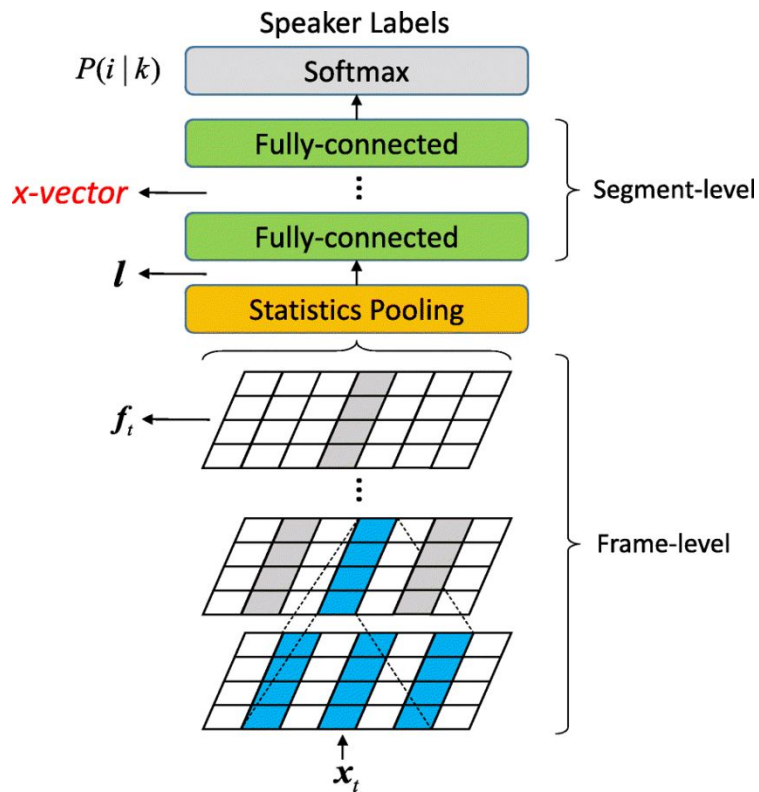 Speaker Labels
P(i | k)
Softmax
Fully-connected
x-vector
⋮
Segment-level
Fully-connected
l
Statistics Pooling
f_t
⋮
Frame-level
x_t